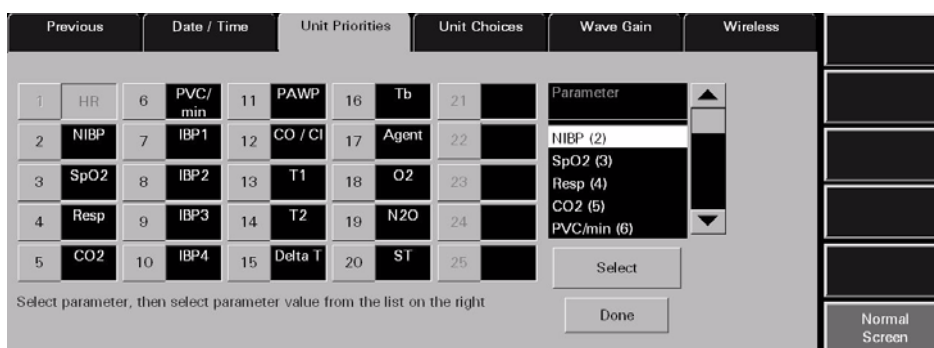 Previous Date / Time Unit Priorities Unit Choices Wave Gain Wireless
1 HR 6 PVC/ min 11 PAWP 16 Tb 21
2 NIBP 7 IBP1 12 CO / CI 17 Agent 22
3 SpO2 8 IBP2 13 T1 18 O2 23
4 Resp 9 IBP3 14 T2 19 N2O 24
5 CO2 10 IBP4 15 Delta T 20 ST 25
Parameter
NIBP (2)
SpO2 (3)
Resp (4)
CO2 (5)
PVC/min (6)
Select
Select parameter, then select parameter value from the list on the right
Done
Normal
Screen